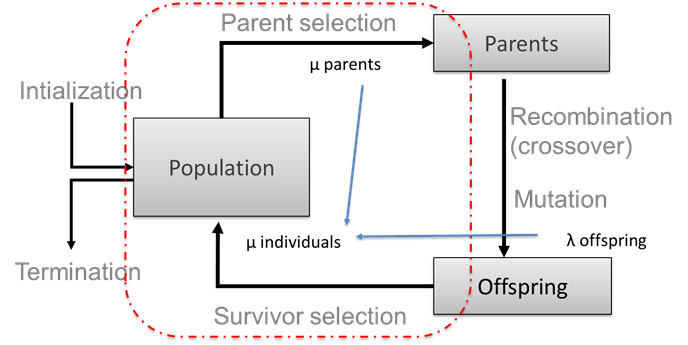 Parent selection
Parents
μ parents
Intialization
Recombination
(crossover)
Population
Mutation
μ individuals
λ offspring
Termination
Offspring
Survivor selection